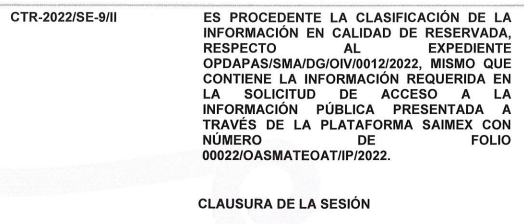 CTR-2022/SE-9/II
ES PROCEDENTE LA CLASIFICACIÓN DE LA
INFORMACIÓN EN CALIDAD DE RESERVADA,
RESPECTO AL EXPEDIENTE
OPDAPAS/SMA/DG/OIV/0012/2022, MISMO QUE
CONTIENE LA INFORMACIÓN REQUERIDA EN
LA SOLICITUD DE ACCESO A LA
INFORMACIÓN PÚBLICA PRESENTADA A
TRAVÉS DE LA PLATAFORMA SAIMEX CON
NÚMERO DE FOLIO
00022/OASMATEOAT/IP/2022.
CLAUSURA DE LA SESIÓN